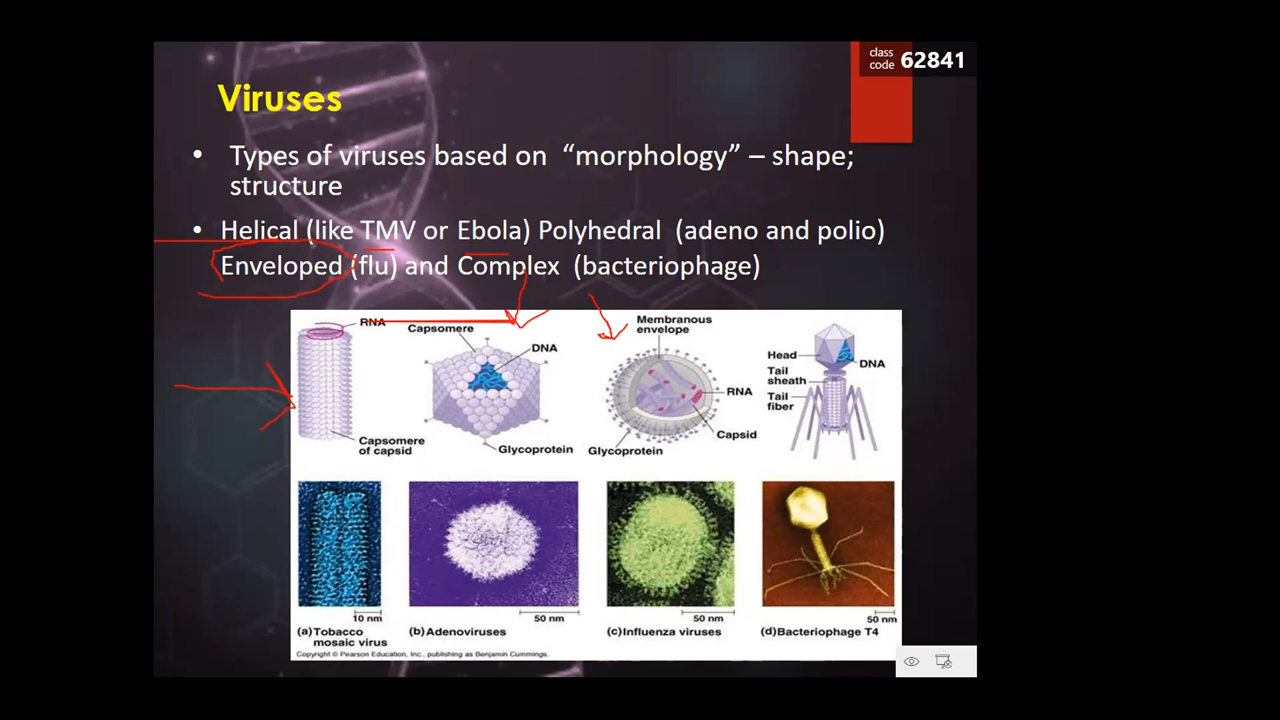 class
code 62841
Viruses
• Types of viruses based on “morphology” – shape;
structure
• Helical (like TMV or Ebola) Polyhedral (adeno and polio)
Enveloped (flu) and Complex (bacteriophage)
RNA
Capsomere
of capsid
Capsomere
DNA
Glycoprotein
Membranous
envelope
RNA
Capsid
Glycoprotein
Head
DNA
Tail
sheath
Tail
fiber
10 nm
50 nm
50 nm
50 nm
(a) Tobacco
mosaic virus
(b) Adenoviruses
(c) Influenza viruses
(d) Bacteriophage T4
Copyright © Pearson Education, Inc., publishing as Benjamin Cummings.